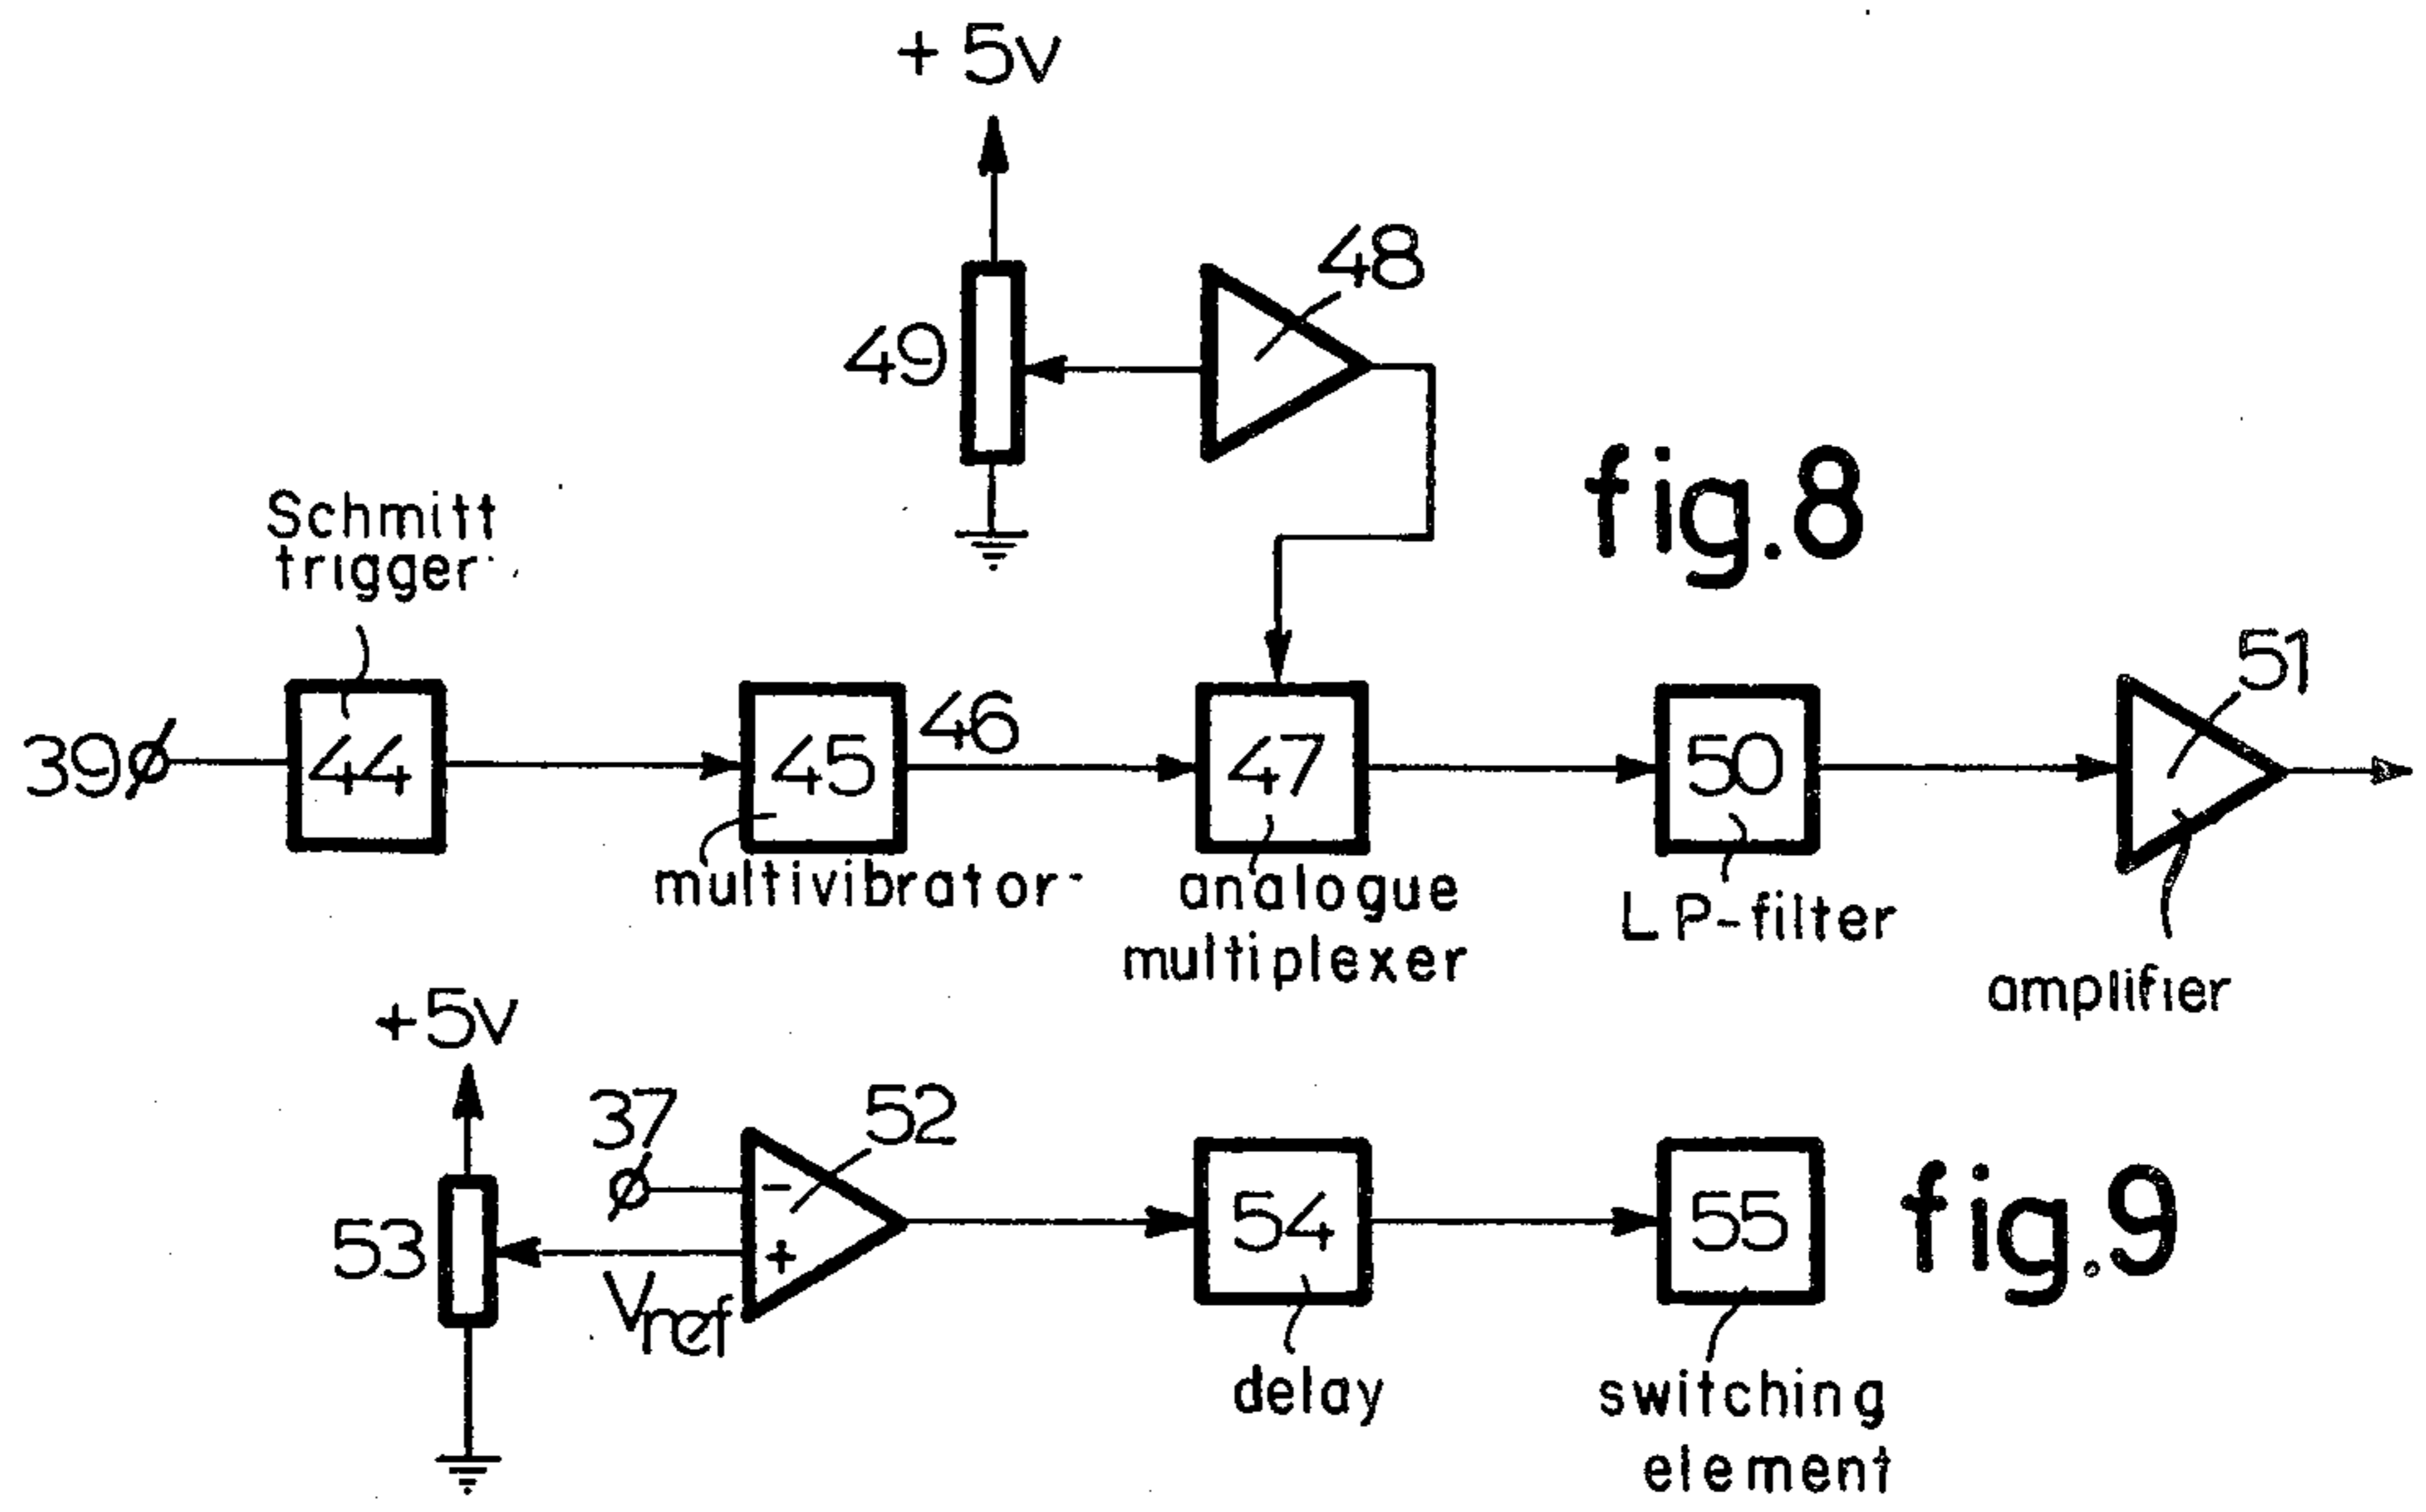 + 5v
48
49
fig.8
Schmitt
trigger
51
39
44
45
46
47
50
multivibrator
analogue
multiplexer
LP-filter
amplifier
+5v
37
52
53
-
+
Vref
54
55
fig.9
delay
switching
element